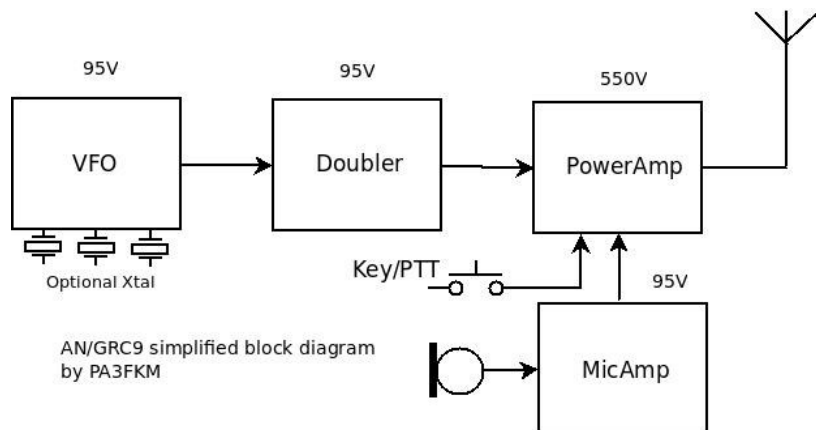 95V
95V
550V
VFO
Doubler
PowerAmp
Key/PTT
Optional Xtal
95V
AN/GRC9 simplified block diagram
by PA3FKM
MicAmp